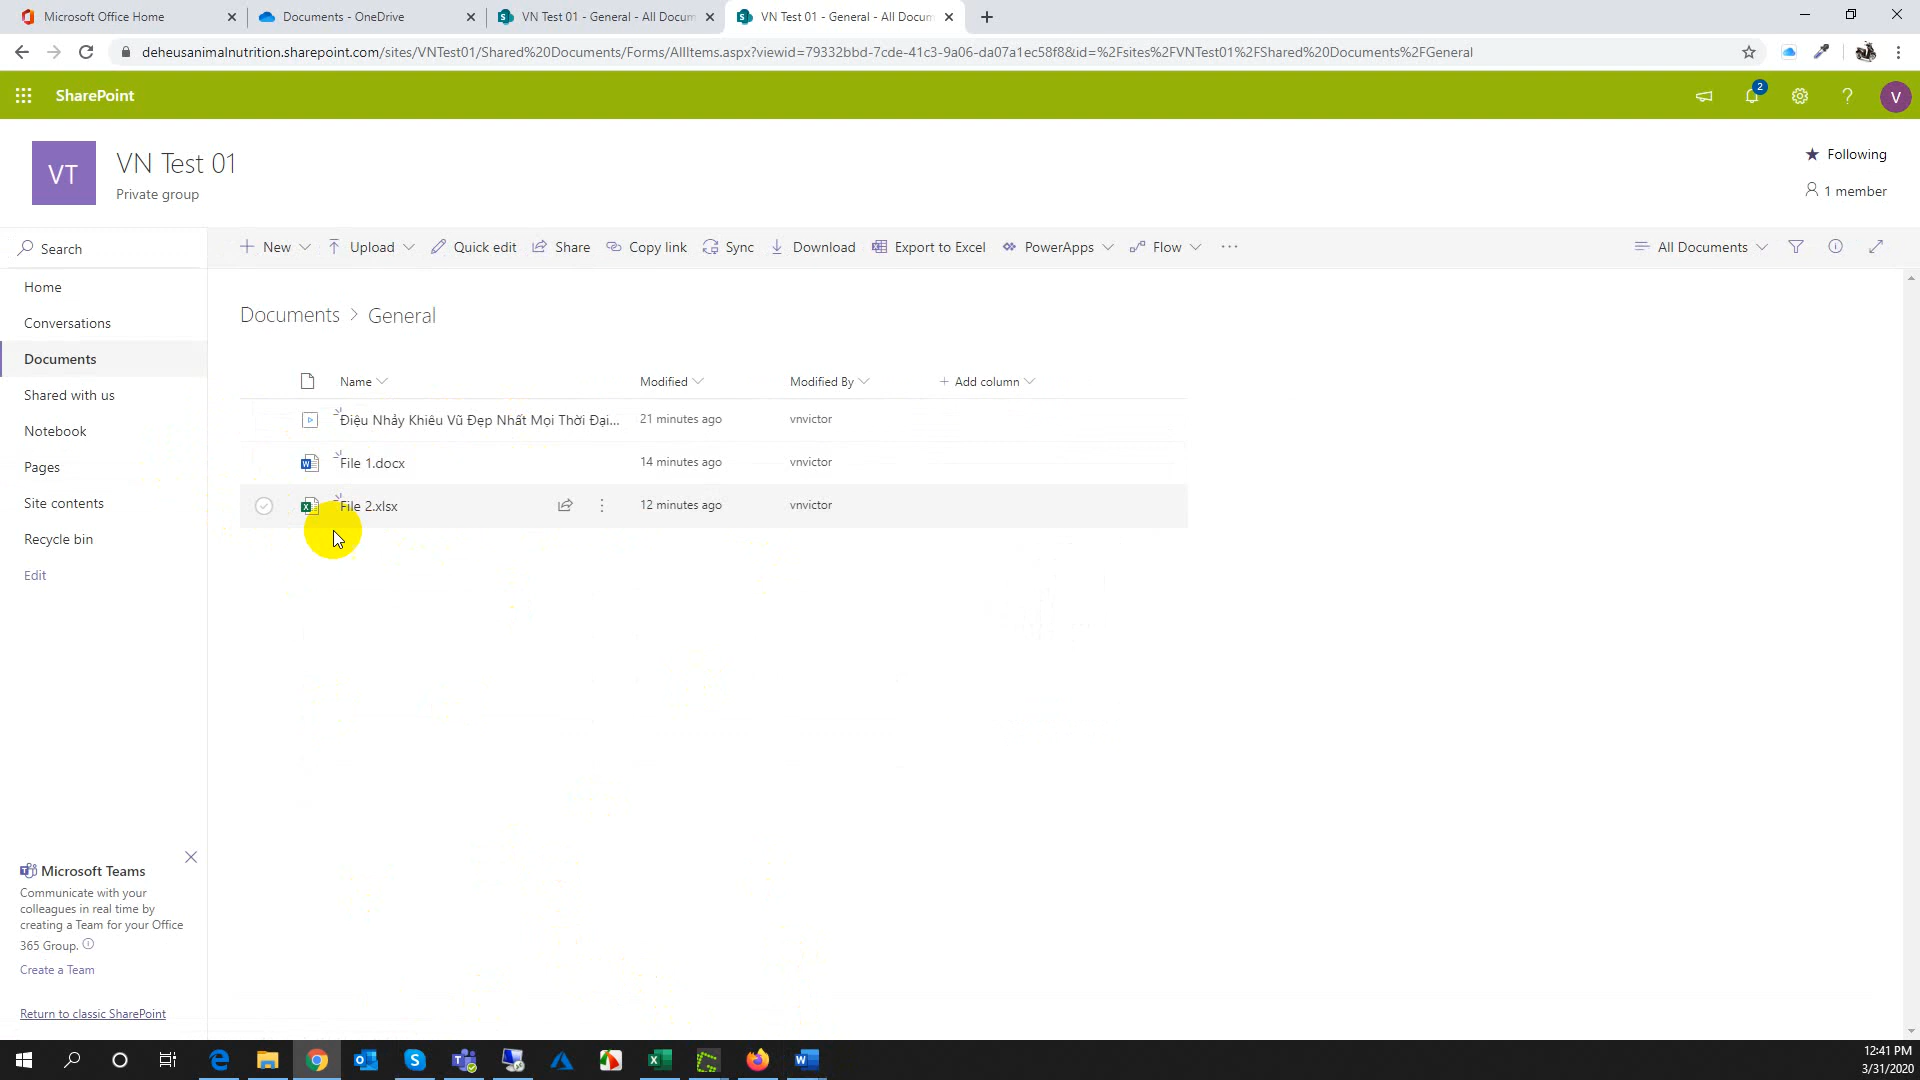 Microsoft Office Home
Documents - OneDrive
VN Test 01 - General - All Docum
VN Test 01 - General - All Docum
deheusanimalnutrition.sharepoint.com/sites/VNTest01/Shared%20Documents/Forms/AllItems.aspx?viewid=79332bbd-7cde-41c3-9a06-da07a1ec58f8&id=%2Fsites%2FVNTest01%2FShared%20Documents%2FGeneral
SharePoint
2
V
VT
VN Test 01
Private group
Following
1 member
Search
New
Upload
Quick edit
Share
Copy link
Sync
Download
Export to Excel
PowerApps
Flow
All Documents
Home
Conversations
Documents
Shared with us
Notebook
Pages
Site contents
Recycle bin
Edit
Documents > General
Name
Modified
Modified By
+ Add column
Điệu Nhảy Khiêu Vũ Đẹp Nhất Mọi Thời Đại...
21 minutes ago
vnvictor
File 1.docx
14 minutes ago
vnvictor
File 2.xlsx
12 minutes ago
vnvictor
Microsoft Teams
Communicate with your
colleagues in real time by
creating a Team for your Office
365 Group.
Create a Team
Return to classic SharePoint
12:41 PM
3/31/2020